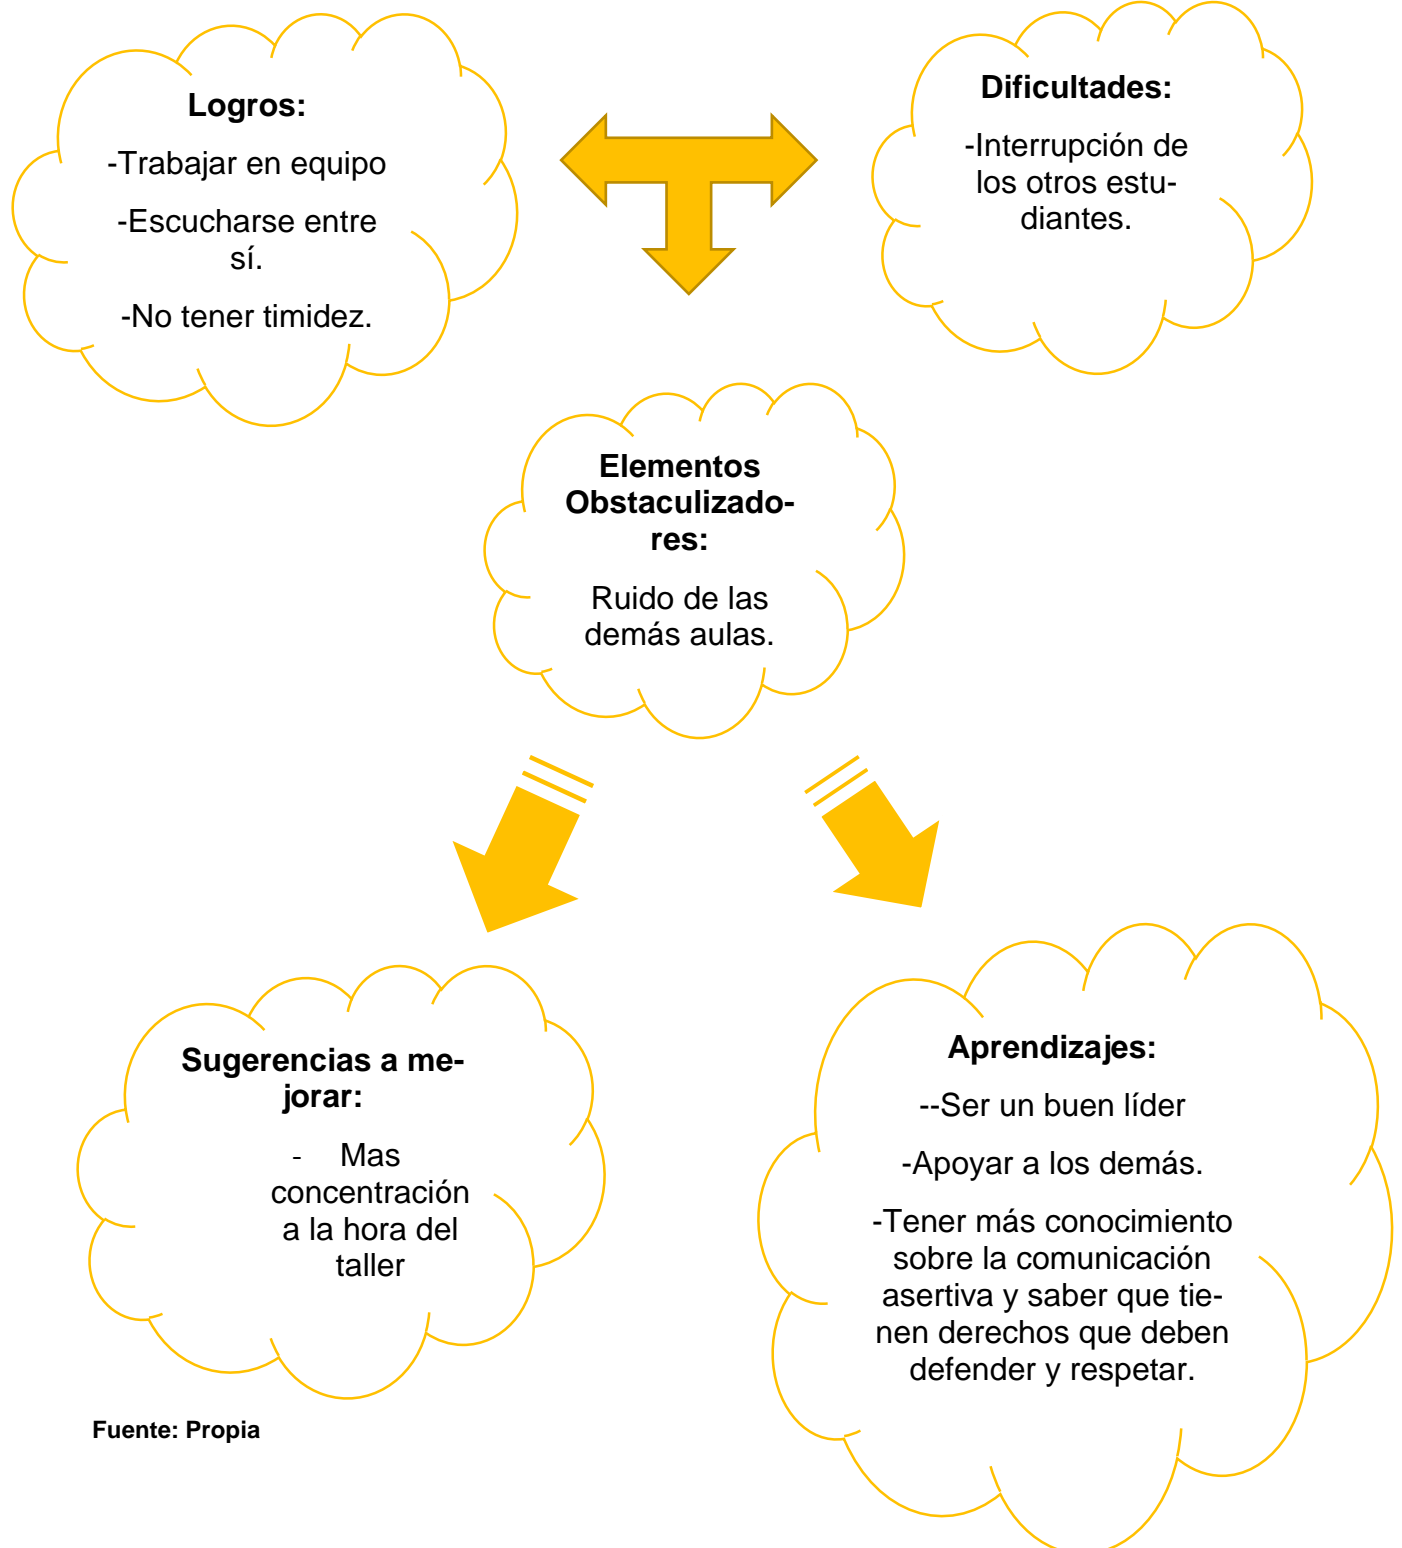 Logros:
-Trabajar en equipo
-Escucharse entre
sí.
-No tener timidez.
Dificultades:
-Interrupción de
los otros estu-
diantes.
Elementos
Obstaculizado-
res:
Ruido de las
demás aulas.
Sugerencias a me-
jorar:
- Mas
concentración
a la hora del
taller
Aprendizajes:
--Ser un buen líder
-Apoyar a los demás.
-Tener más conocimiento
sobre la comunicación
asertiva y saber que tie-
nen derechos que deben
defender y respetar.
Fuente: Propia